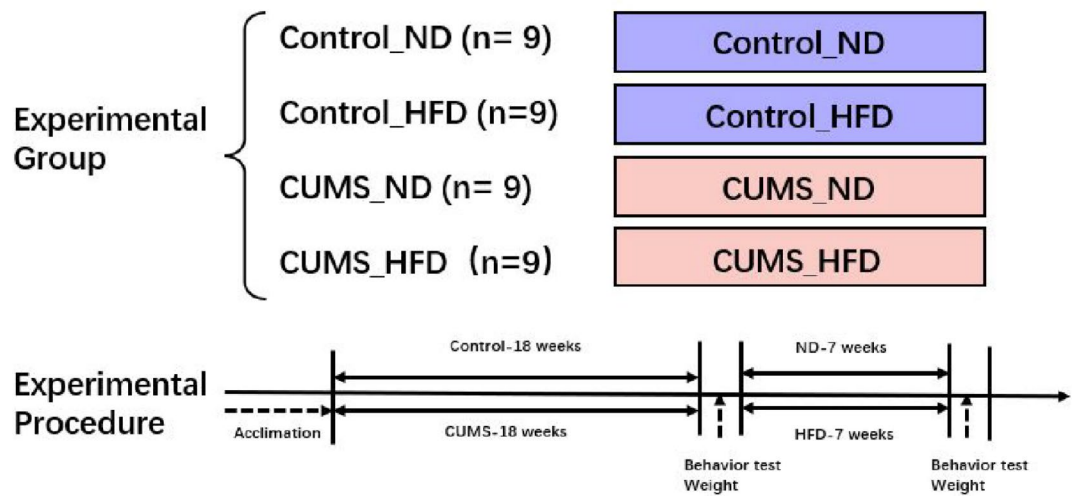 Control_ND (n= 9)
Control_ND
Experimental
Group
Control_HFD (n=9)
Control_HFD
CUMS_ND (n= 9)
CUMS_ND
CUMS_HFD (n=9)
CUMS_HFD
Experimental
Procedure
Control-18 weeks
ND-7 weeks
Acclimation
CUMS-18 weeks
HFD-7 weeks
Behavior test
Weight
Behavior test
Weight